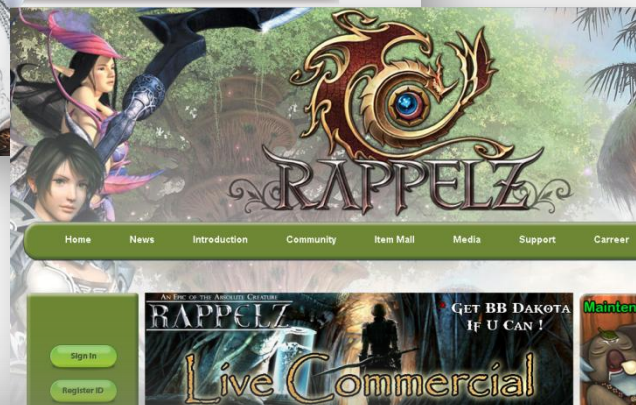 RAPPELZ
Home News Introduction Community Item Mall Media Support Carreer
AN EPIC OF THE ABSOLUTE CREATURE
RAPPELZ
GET BB DAKOTA
IF U CAN !
Mainten
Live Commercial
Sign In
Register ID